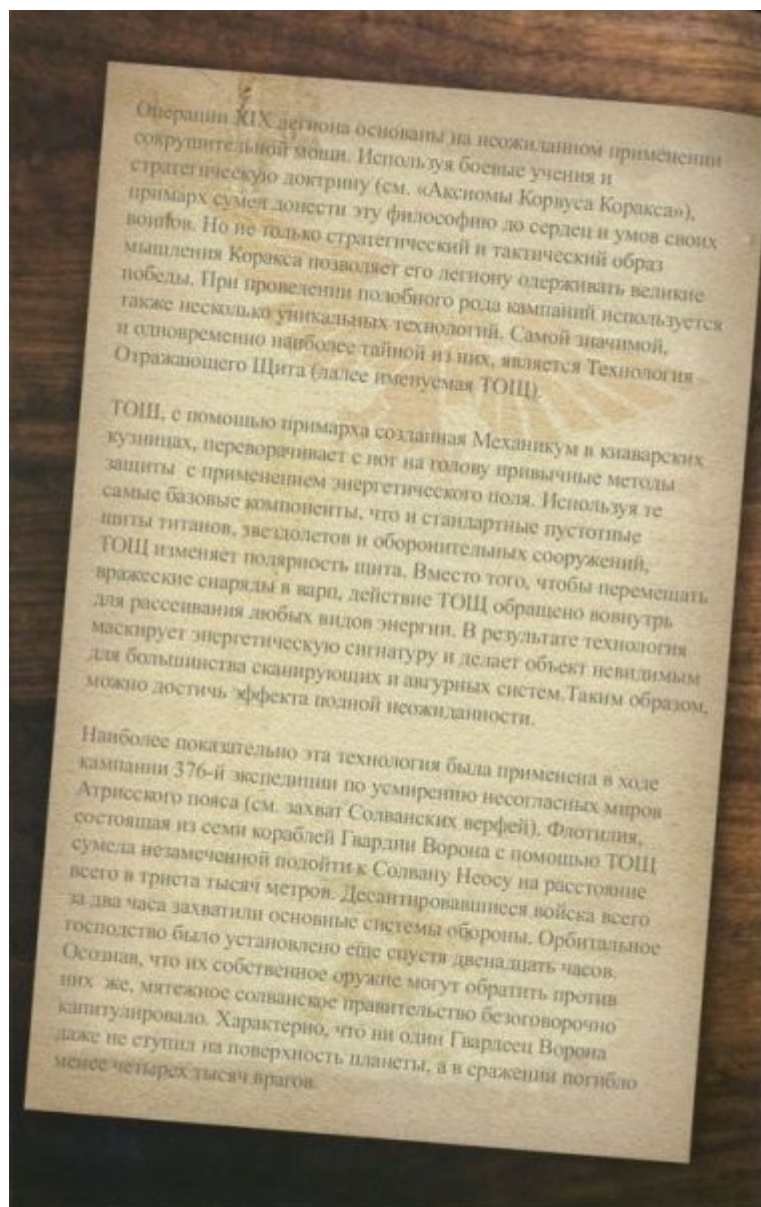 Операции XIX легиона основаны на неожиданном применении
сокрушительной мощи. Используя боевые учения и
стратегическую доктрину (см. «Аксиомы Корвуса Коракса»),
примарх сумел донести эту философию до сердец и умов своих
воинов. Но не только стратегический и тактический образ
мышления Коракса позволяет его легиону одерживать великие
победы. При проведении подобного рода кампаний используется
также несколько уникальных технологий. Самой значимой,
и одновременно наиболее тайной из них, является Технология
Отражающего Щита (далее именуемая ТОЩ).
ТОЩ, с помощью примарха созданная Механикум в киаварских
кузницах, переворачивает с ног на голову привычные методы
защиты с применением энергетического поля. Используя те
самые базовые компоненты, что и стандартные пустотные
щиты титанов, звездолетов и оборонительных сооружений,
ТОЩ изменяет полярность щита. Вместо того, чтобы перемещать
вражеские снаряды в варп, действие ТОЩ обращено вовнутрь
для рассеивания любых видов энергии. В результате технология
маскирует энергетическую сигнатуру и делает объект невидимым
для большинства сканирующих и авгурных систем.Таким образом,
можно достичь эффекта полной неожиданности.
Наиболее показательно эта технология была применена в ходе
кампании 376-й экспедиции по усмирению несогласных миров
Атрисского пояса (см. захват Солванских верфей). Флотилия,
состоящая из семи кораблей Гвардии Ворона с помощью ТОЩ
сумела незамеченной подойти к Солвану Неосу на расстояние
всего в триста тысяч метров. Десантировавшиеся войска всего
за два часа захватили основные системы обороны. Орбитальное
господство было установлено еще спустя двенадцать часов.
Осознав, что их собственное оружие могут обратить против
них же, мятежное солванское правительство безоговорочно
капитулировало. Характерно, что ни один Гвардеец Ворона
даже не ступил на поверхность планеты, а в сражении погибло
менее четырех тысяч врагов.